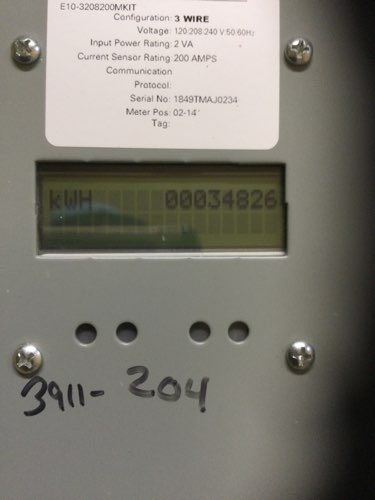 E10-3208200MKIT
Configuration: 3 WIRE
Voltage: 120:208:240 V:50:60Hz
Input Power Rating: 2 VA
Current Sensor Rating: 200 AMPS
Communication
Protocol:
Serial No: 1849TMAJ0234
Meter Pos: 02-14
Tag:
kWH 00034826
3911-204